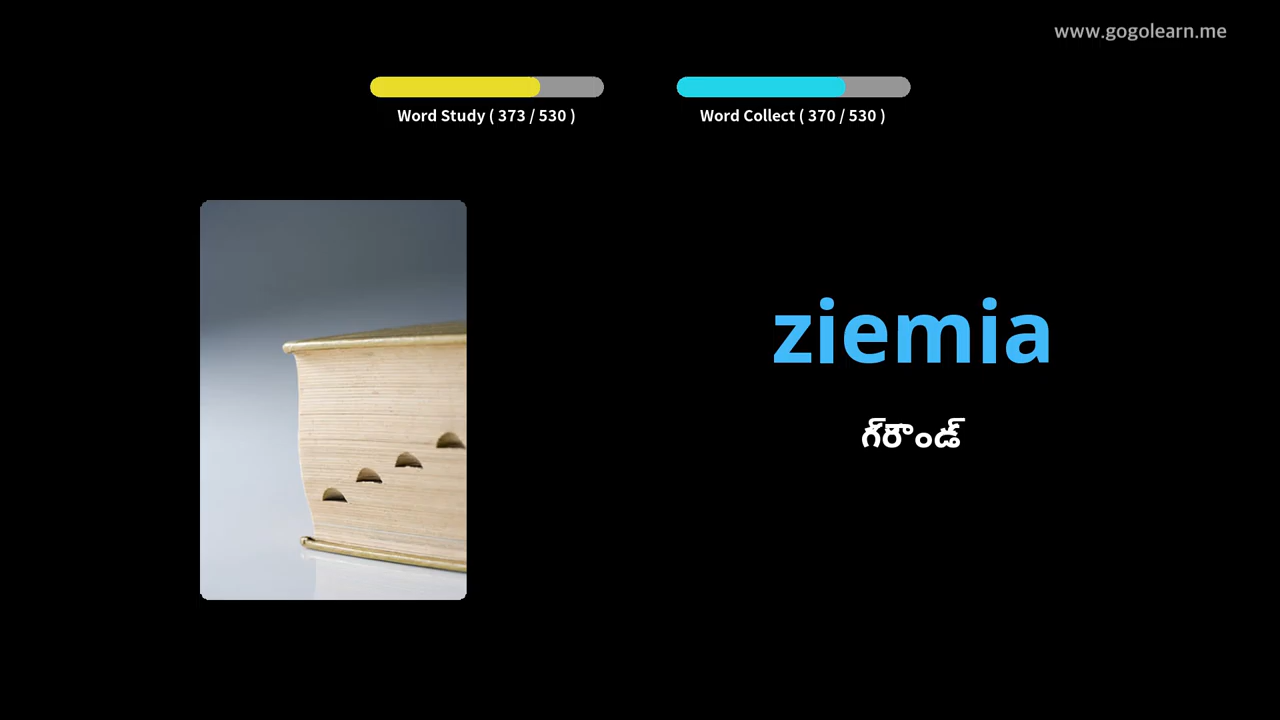 www.gogolearn.me
Word Study ( 373 / 530 )
Word Collect ( 370 / 530 )
ziemia
గ్రౌండ్